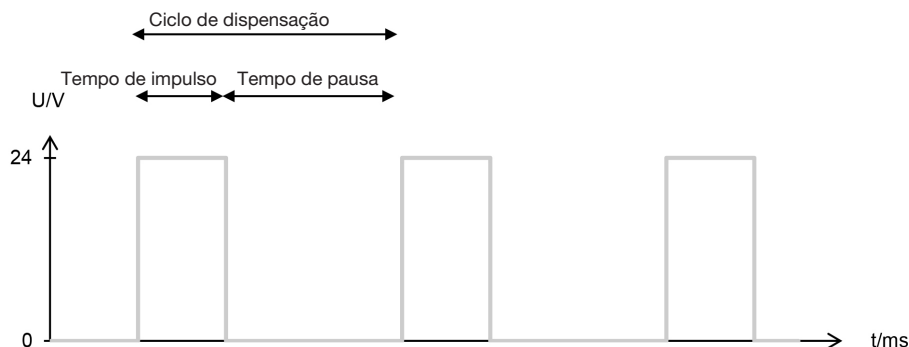 Ciclo de dispensação
Tempo de impulso Tempo de pausa
U/V
24
0
t/ms